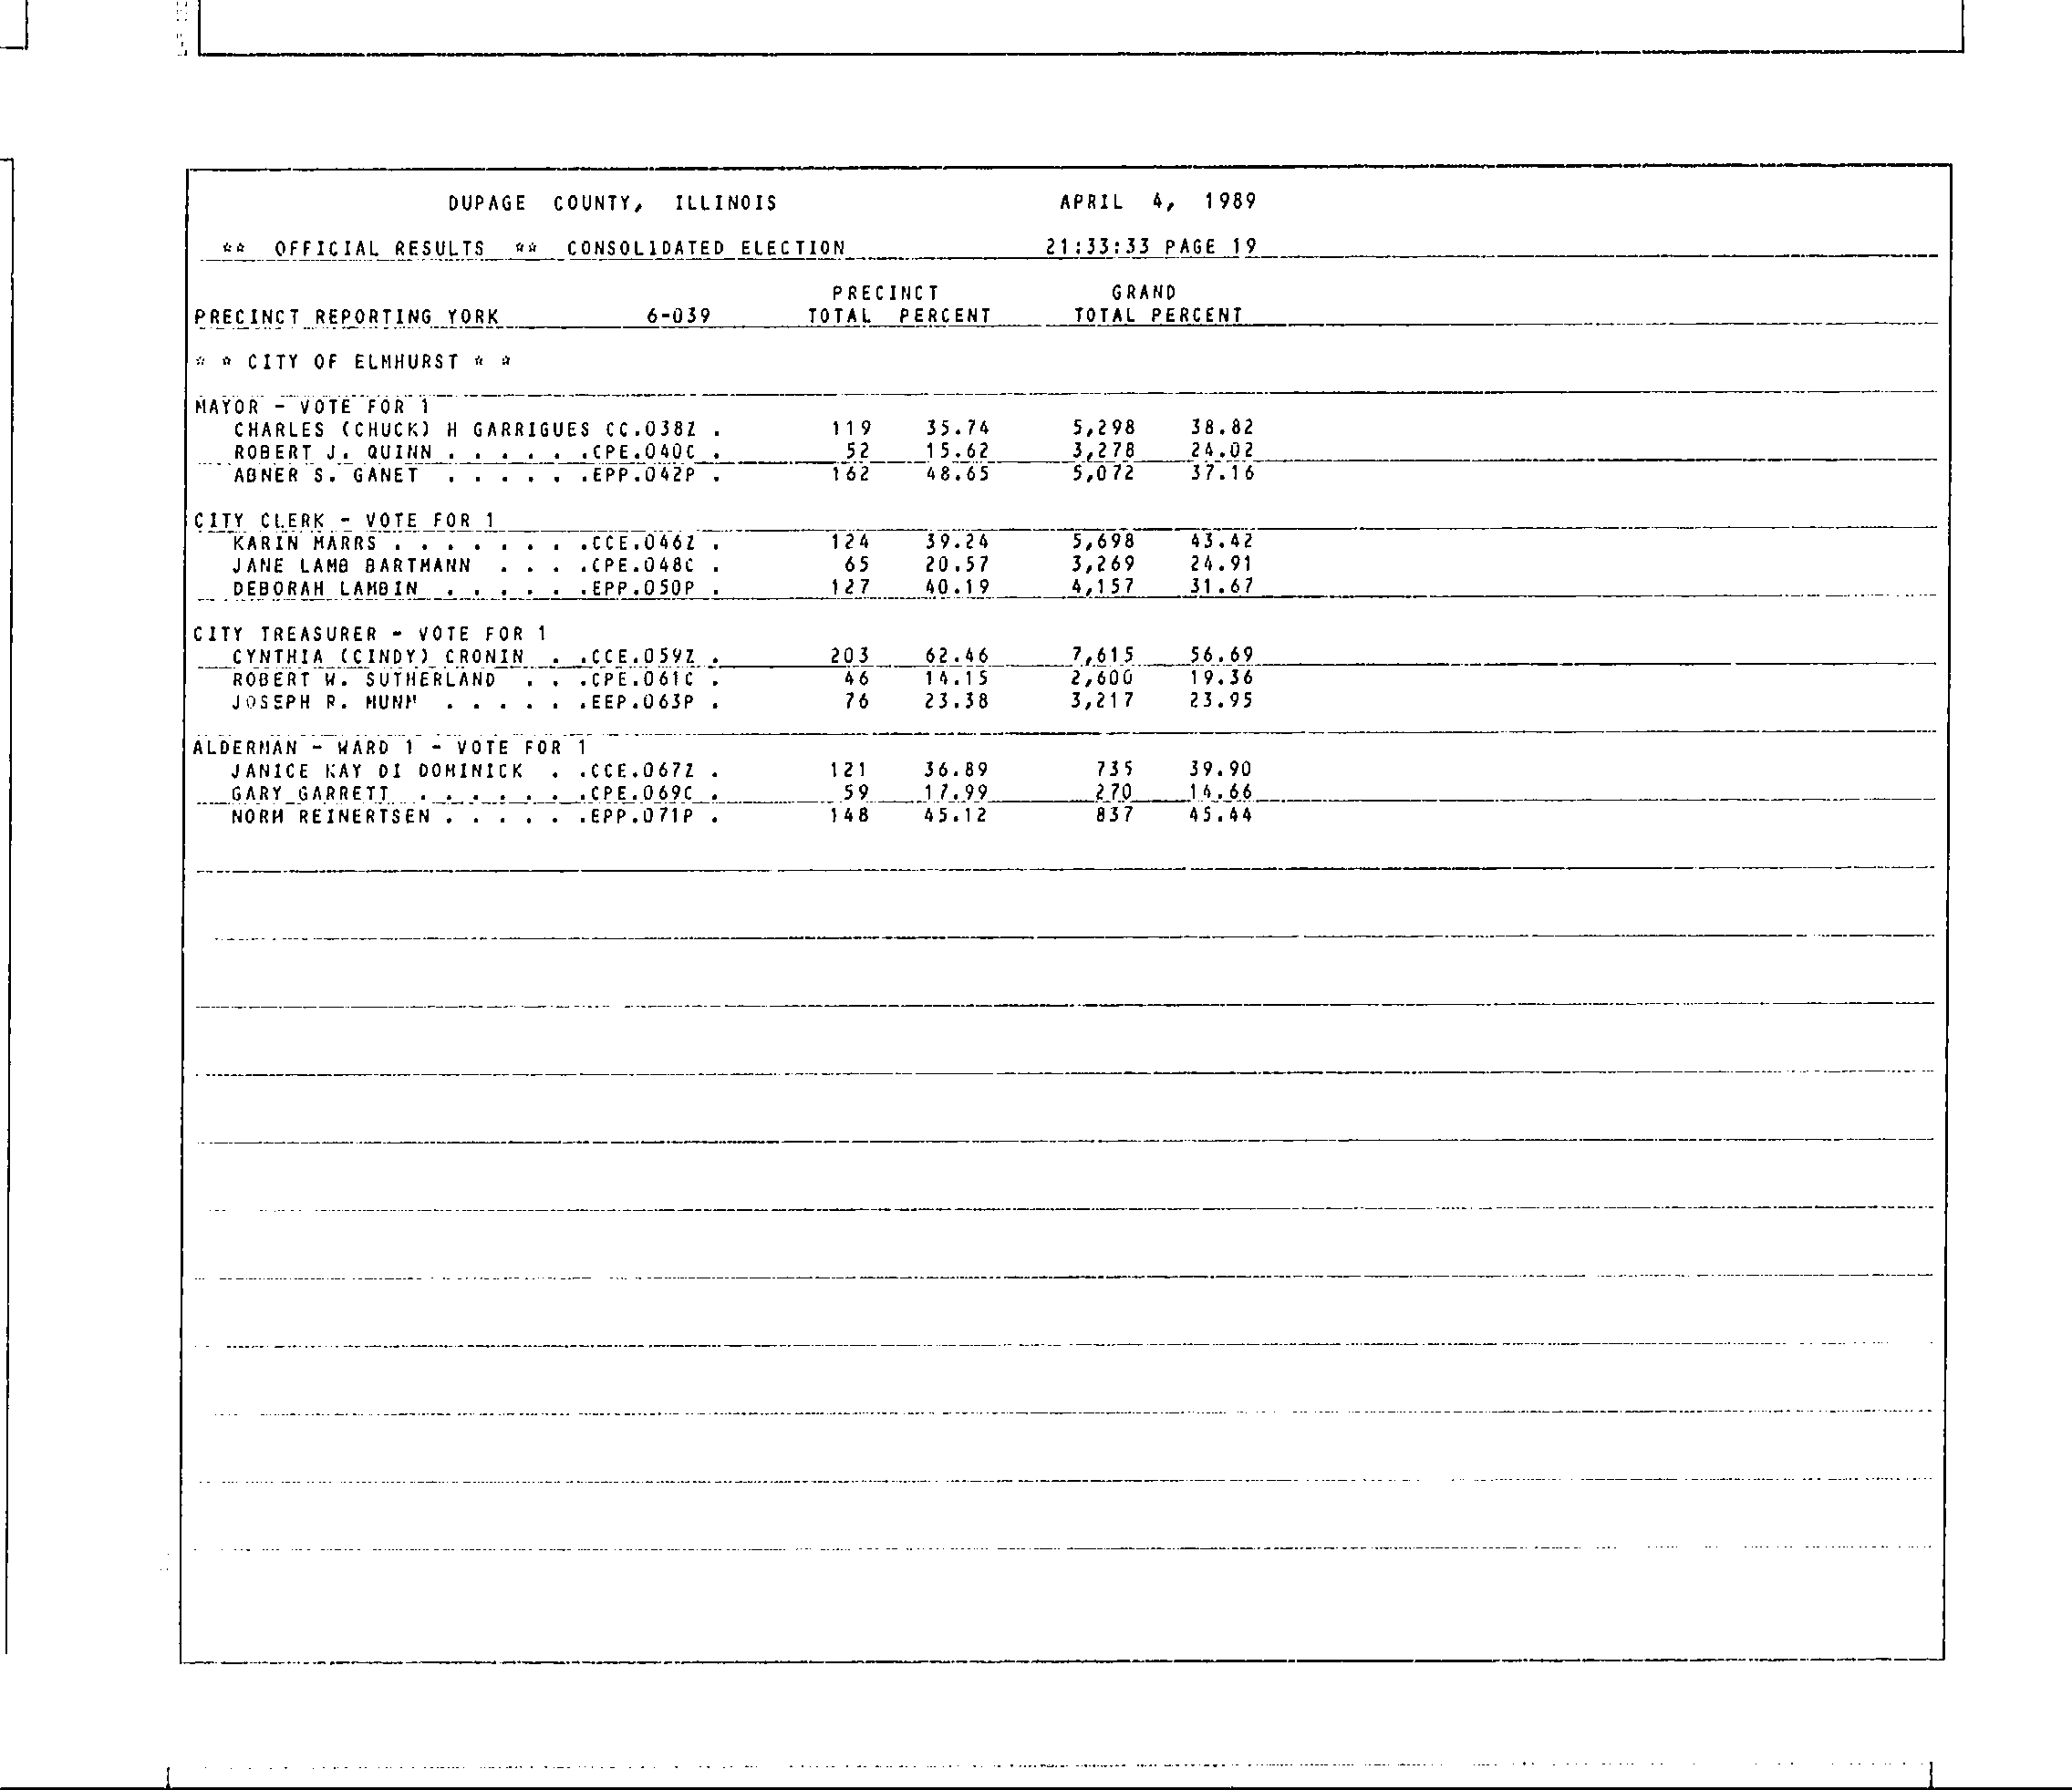 DUPAGE COUNTY, ILLINOIS APRIL 4, 1989
** OFFICIAL RESULTS ** CONSOLIDATED ELECTION 21:33:33 PAGE 19
PRECINCT GRAND
PRECINCT REPORTING YORK 6-039 TOTAL PERCENT TOTAL PERCENT
* * CITY OF ELMHURST * *
MAYOR - VOTE FOR 1
CHARLES (CHUCK) H GARRIGUES CC.038Z . 119 35.74 5,298 38.82
ROBERT J. QUINN . . . . . .CPE.040C . 52 15.62 3,278 24.02
ABNER S. GANET . . . . . .EPP.042P . 162 48.65 5,072 37.16
CITY CLERK - VOTE FOR 1
KARIN MARRS . . . . . . . .CCE.046Z . 124 39.24 5,698 43.42
JANE LAMB BARTMANN . . . .CPE.048C . 65 20.57 3,269 24.91
DEBORAH LAMBIN . . . . . .EPP.050P . 127 40.19 4,157 31.67
CITY TREASURER - VOTE FOR 1
CYNTHIA (CINDY) CRONIN . .CCE.059Z . 203 62.46 7,615 56.69
ROBERT W. SUTHERLAND . . .CPE.061C . 46 14.15 2,600 19.36
JOSEPH R. MUNN . . . . . .EEP.063P . 76 23.38 3,217 23.95
ALDERMAN - WARD 1 - VOTE FOR 1
JANICE KAY DI DOMINICK . .CCE.067Z . 121 36.89 735 39.90
GARY GARRETT . . . . . . .CPE.069C . 59 17.99 270 14.66
NORM REINERTSEN . . . . . .EPP.071P . 148 45.12 837 45.44